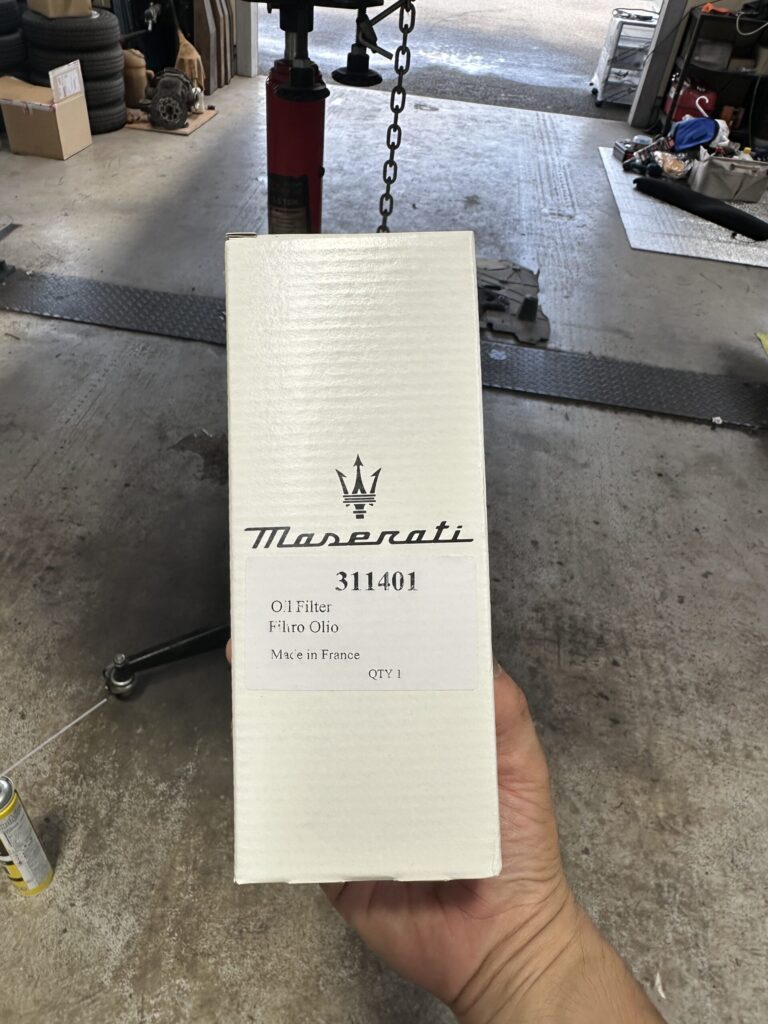 Maserati
311401
Oil Filter
Filtro Olio
Made in France
QTY 1